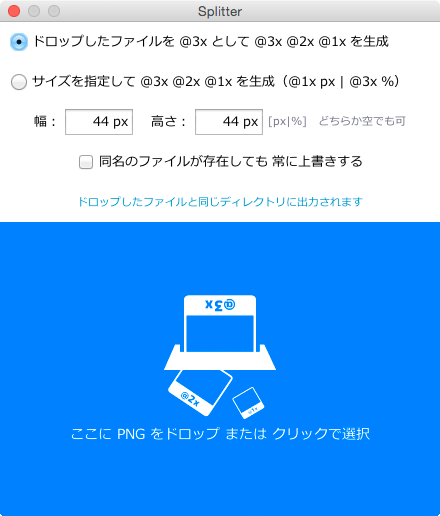 Splitter
ドロップしたファイルを @3x として @3x @2x @1x を生成
サイズを指定して @3x @2x @1x を生成（@1x px | @3x %）
幅： 44 px 高さ： 44 px [px|%] どちらか空でも可
同名のファイルが存在しても 常に上書きする
ドロップしたファイルと同じディレクトリに出力されます
@3x
@2x
@1x
ここに PNG をドロップ または クリックで選択